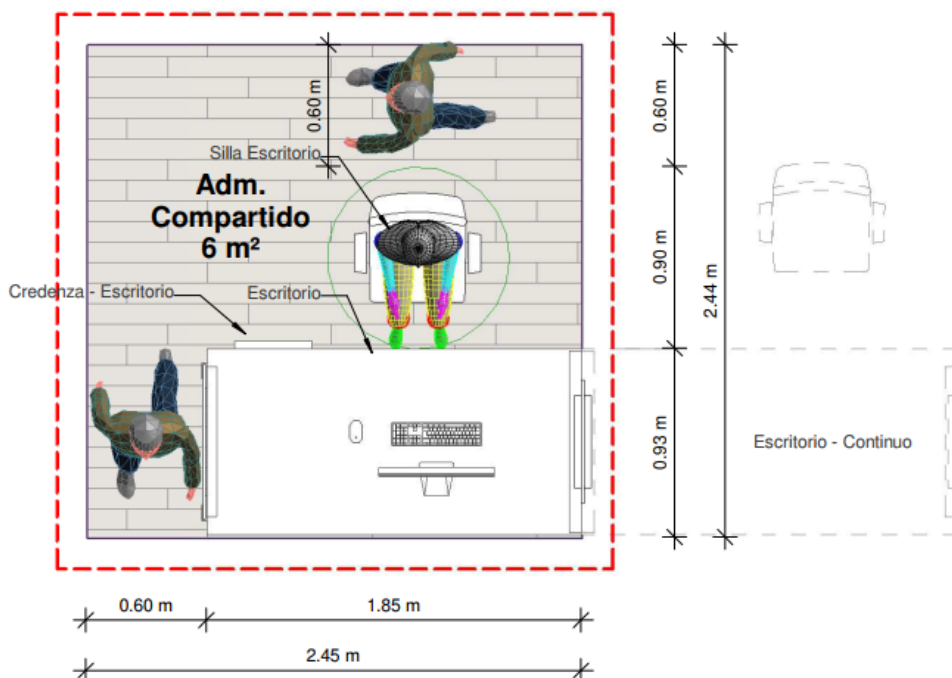 0.60 m
Silla Escritorio
Adm.
Compartido
6 m²
Credenza - Escritorio
Escritorio
0.60 m
0.90 m
2.44 m
0.93 m
Escritorio - Continuo
0.60 m
1.85 m
2.45 m